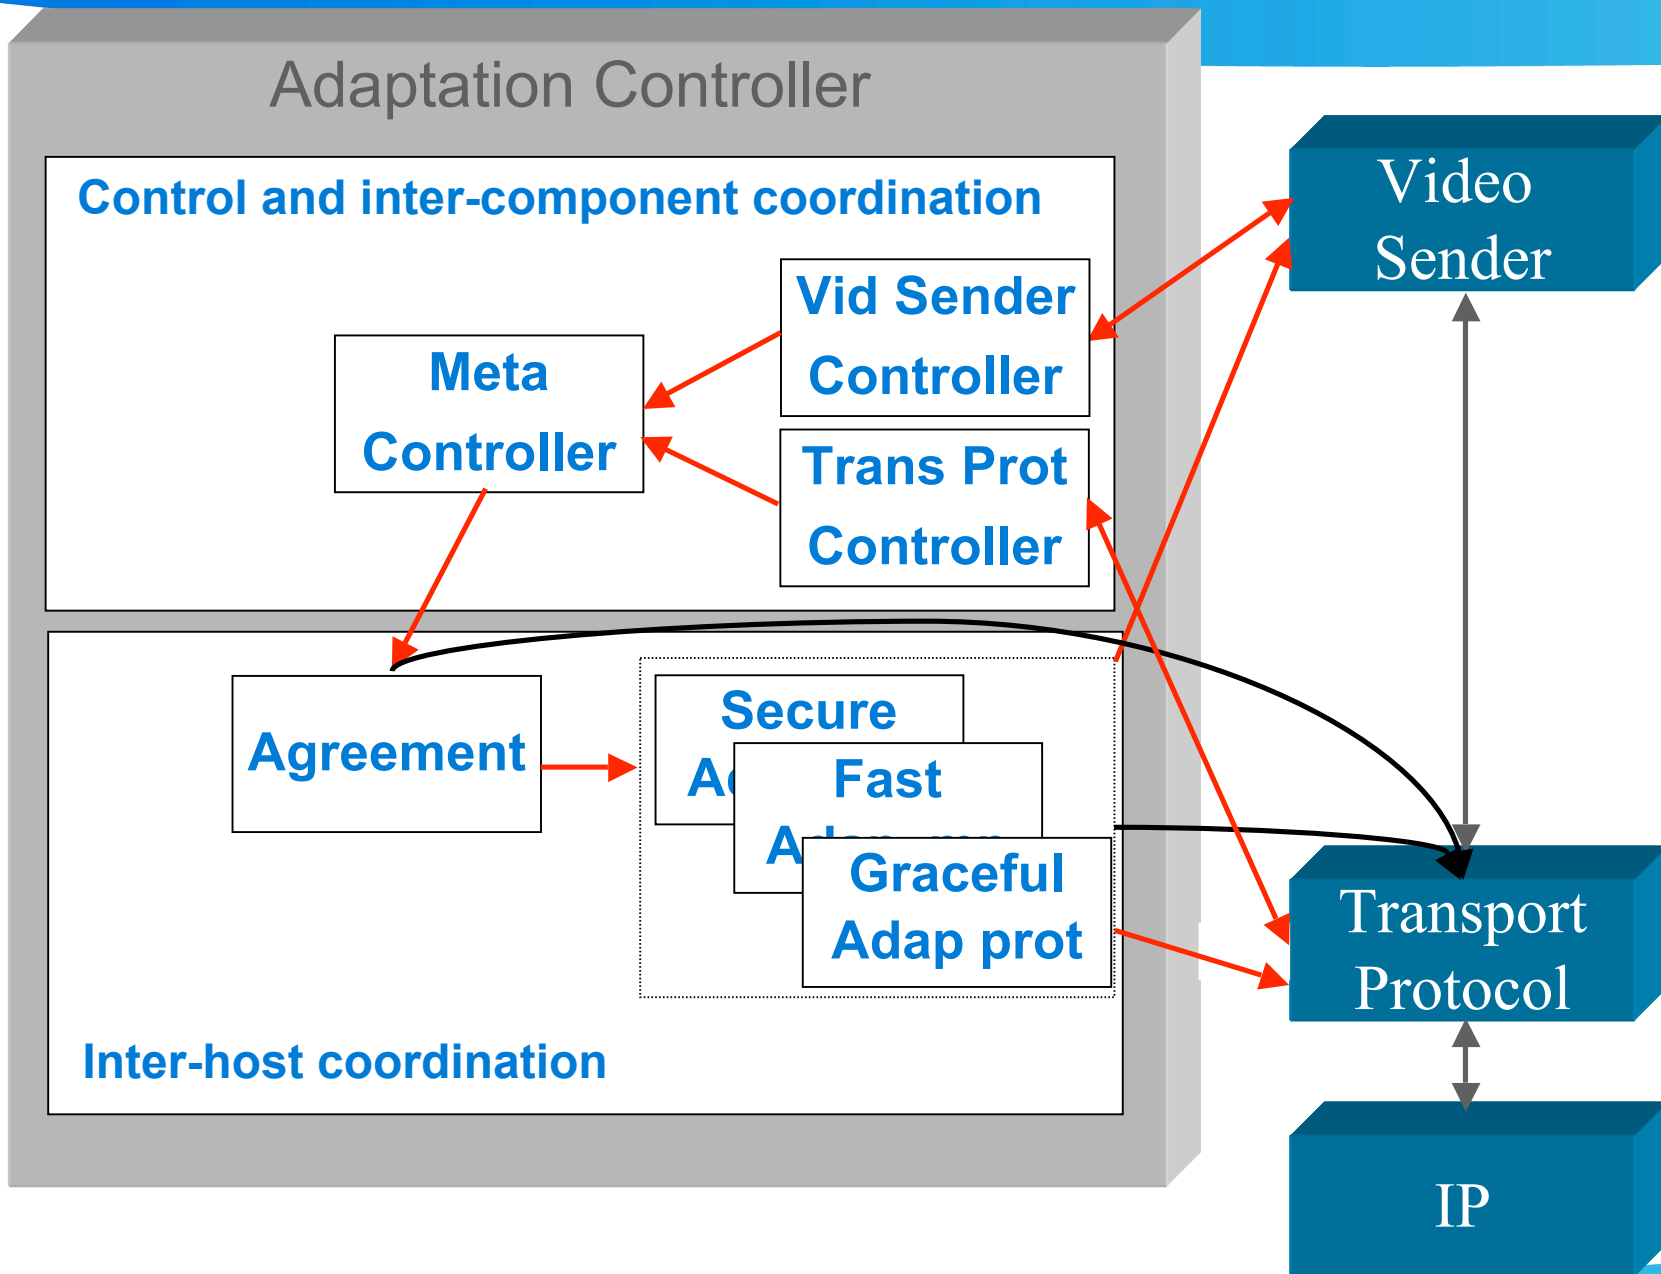 Adaptation Controller
Control and inter-component coordination
Vid Sender
Controller
Meta
Controller
Trans Prot
Controller
Agreement
Secure
Fast
Graceful
Adap prot
Inter-host coordination
Video
Sender
Transport
Protocol
IP